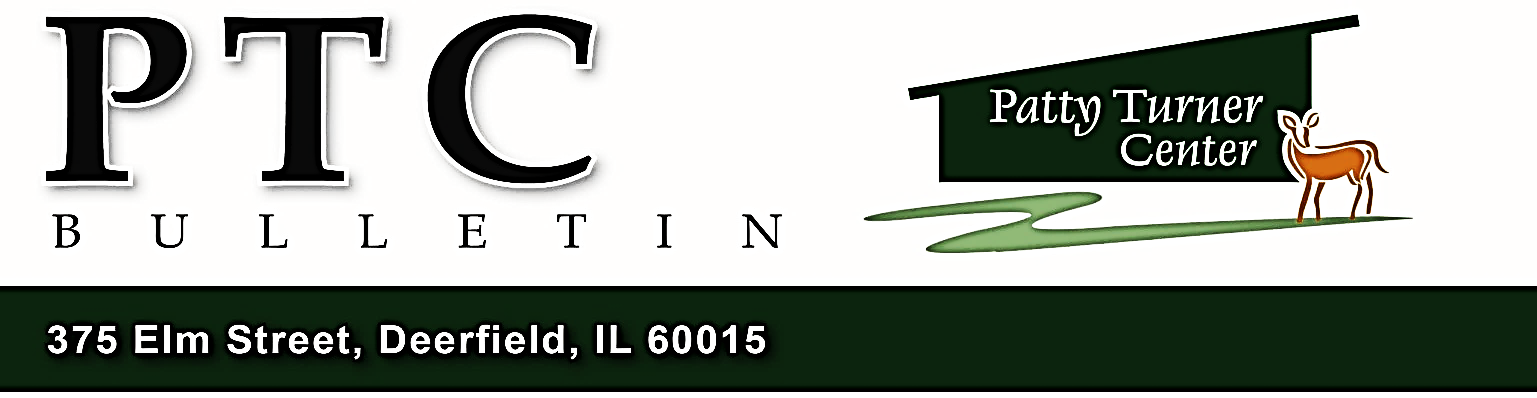 PTC
BULLETIN
Patty Turner
Center
375 Elm Street, Deerfield, IL 60015